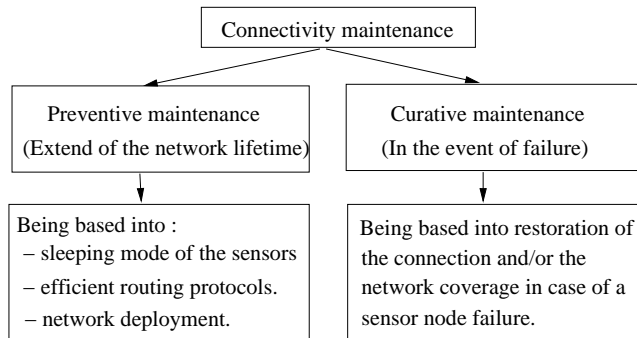 Connectivity maintenance
Preventive maintenance
(Extend of the network lifetime)
Curative maintenance
(In the event of failure)
Being based into :
– sleeping mode of the sensors
– efficient routing protocols.
– network deployment.
Being based into restoration of
the connection and/or the
network coverage in case of a
sensor node failure.